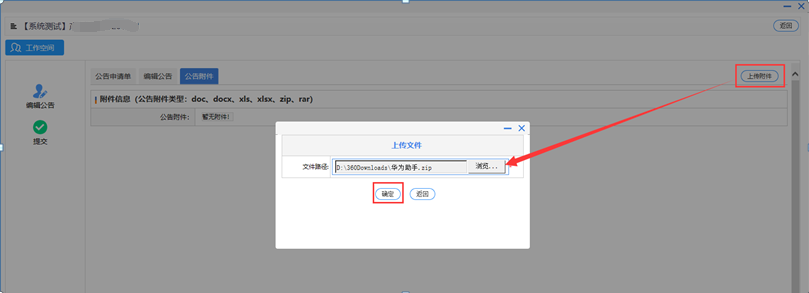 【系统测试】
返回
工作空间
公告申请单 编辑公告 公告附件
上传附件
编辑公告
提交
! 附件信息（公告附件类型：doc、docx、xls、xlsx、zip、rar）
公告附件： 暂无附件!
上传文件
文件路径: D:\360Downloads\华为助手.zip 浏览...
确定 返回